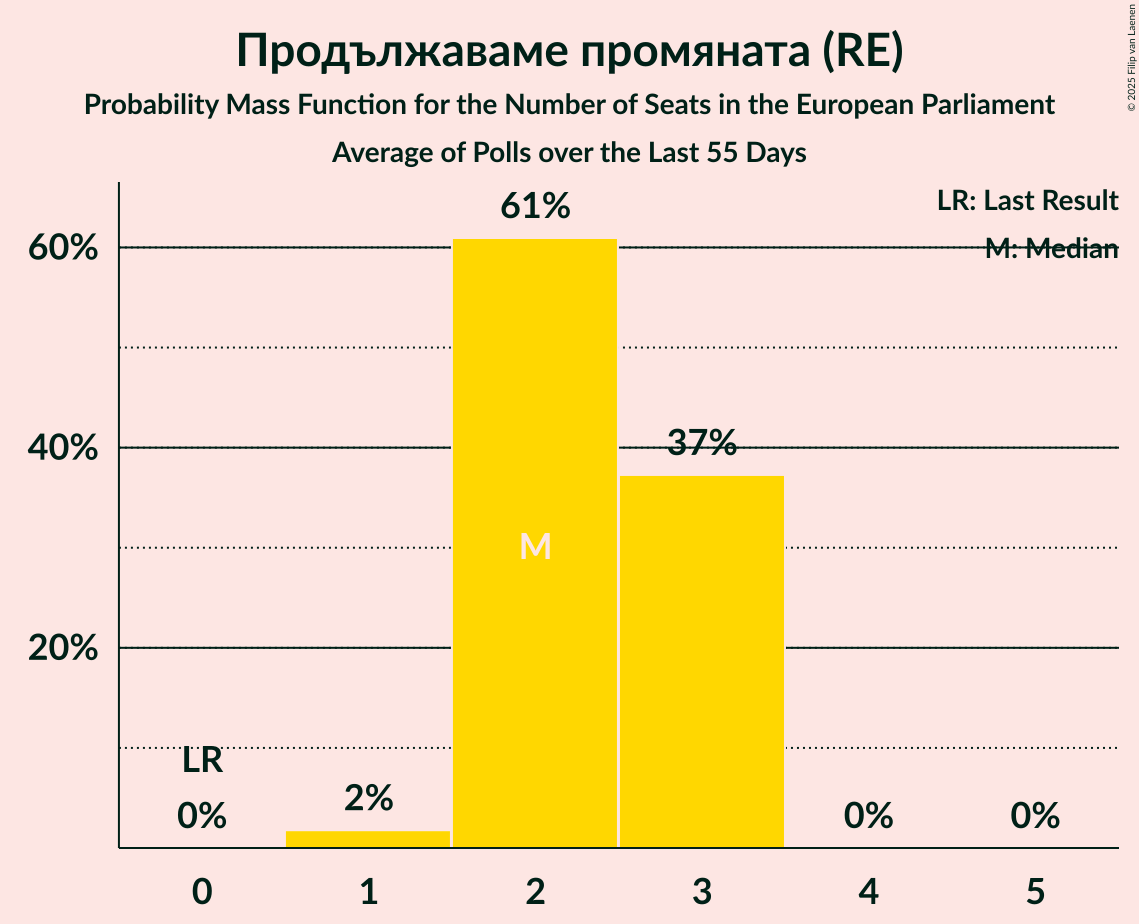 Продължаваме промяната (RE)
Probability Mass Function for the Number of Seats in the European Parliament
Average of Polls over the Last 55 Days
© 2025 Filip van Laenen
LR: Last Result
M: Median
61%
60%
37%
40%
M
20%
LR
0%
2%
0%
0%
0 1 2 3 4 5